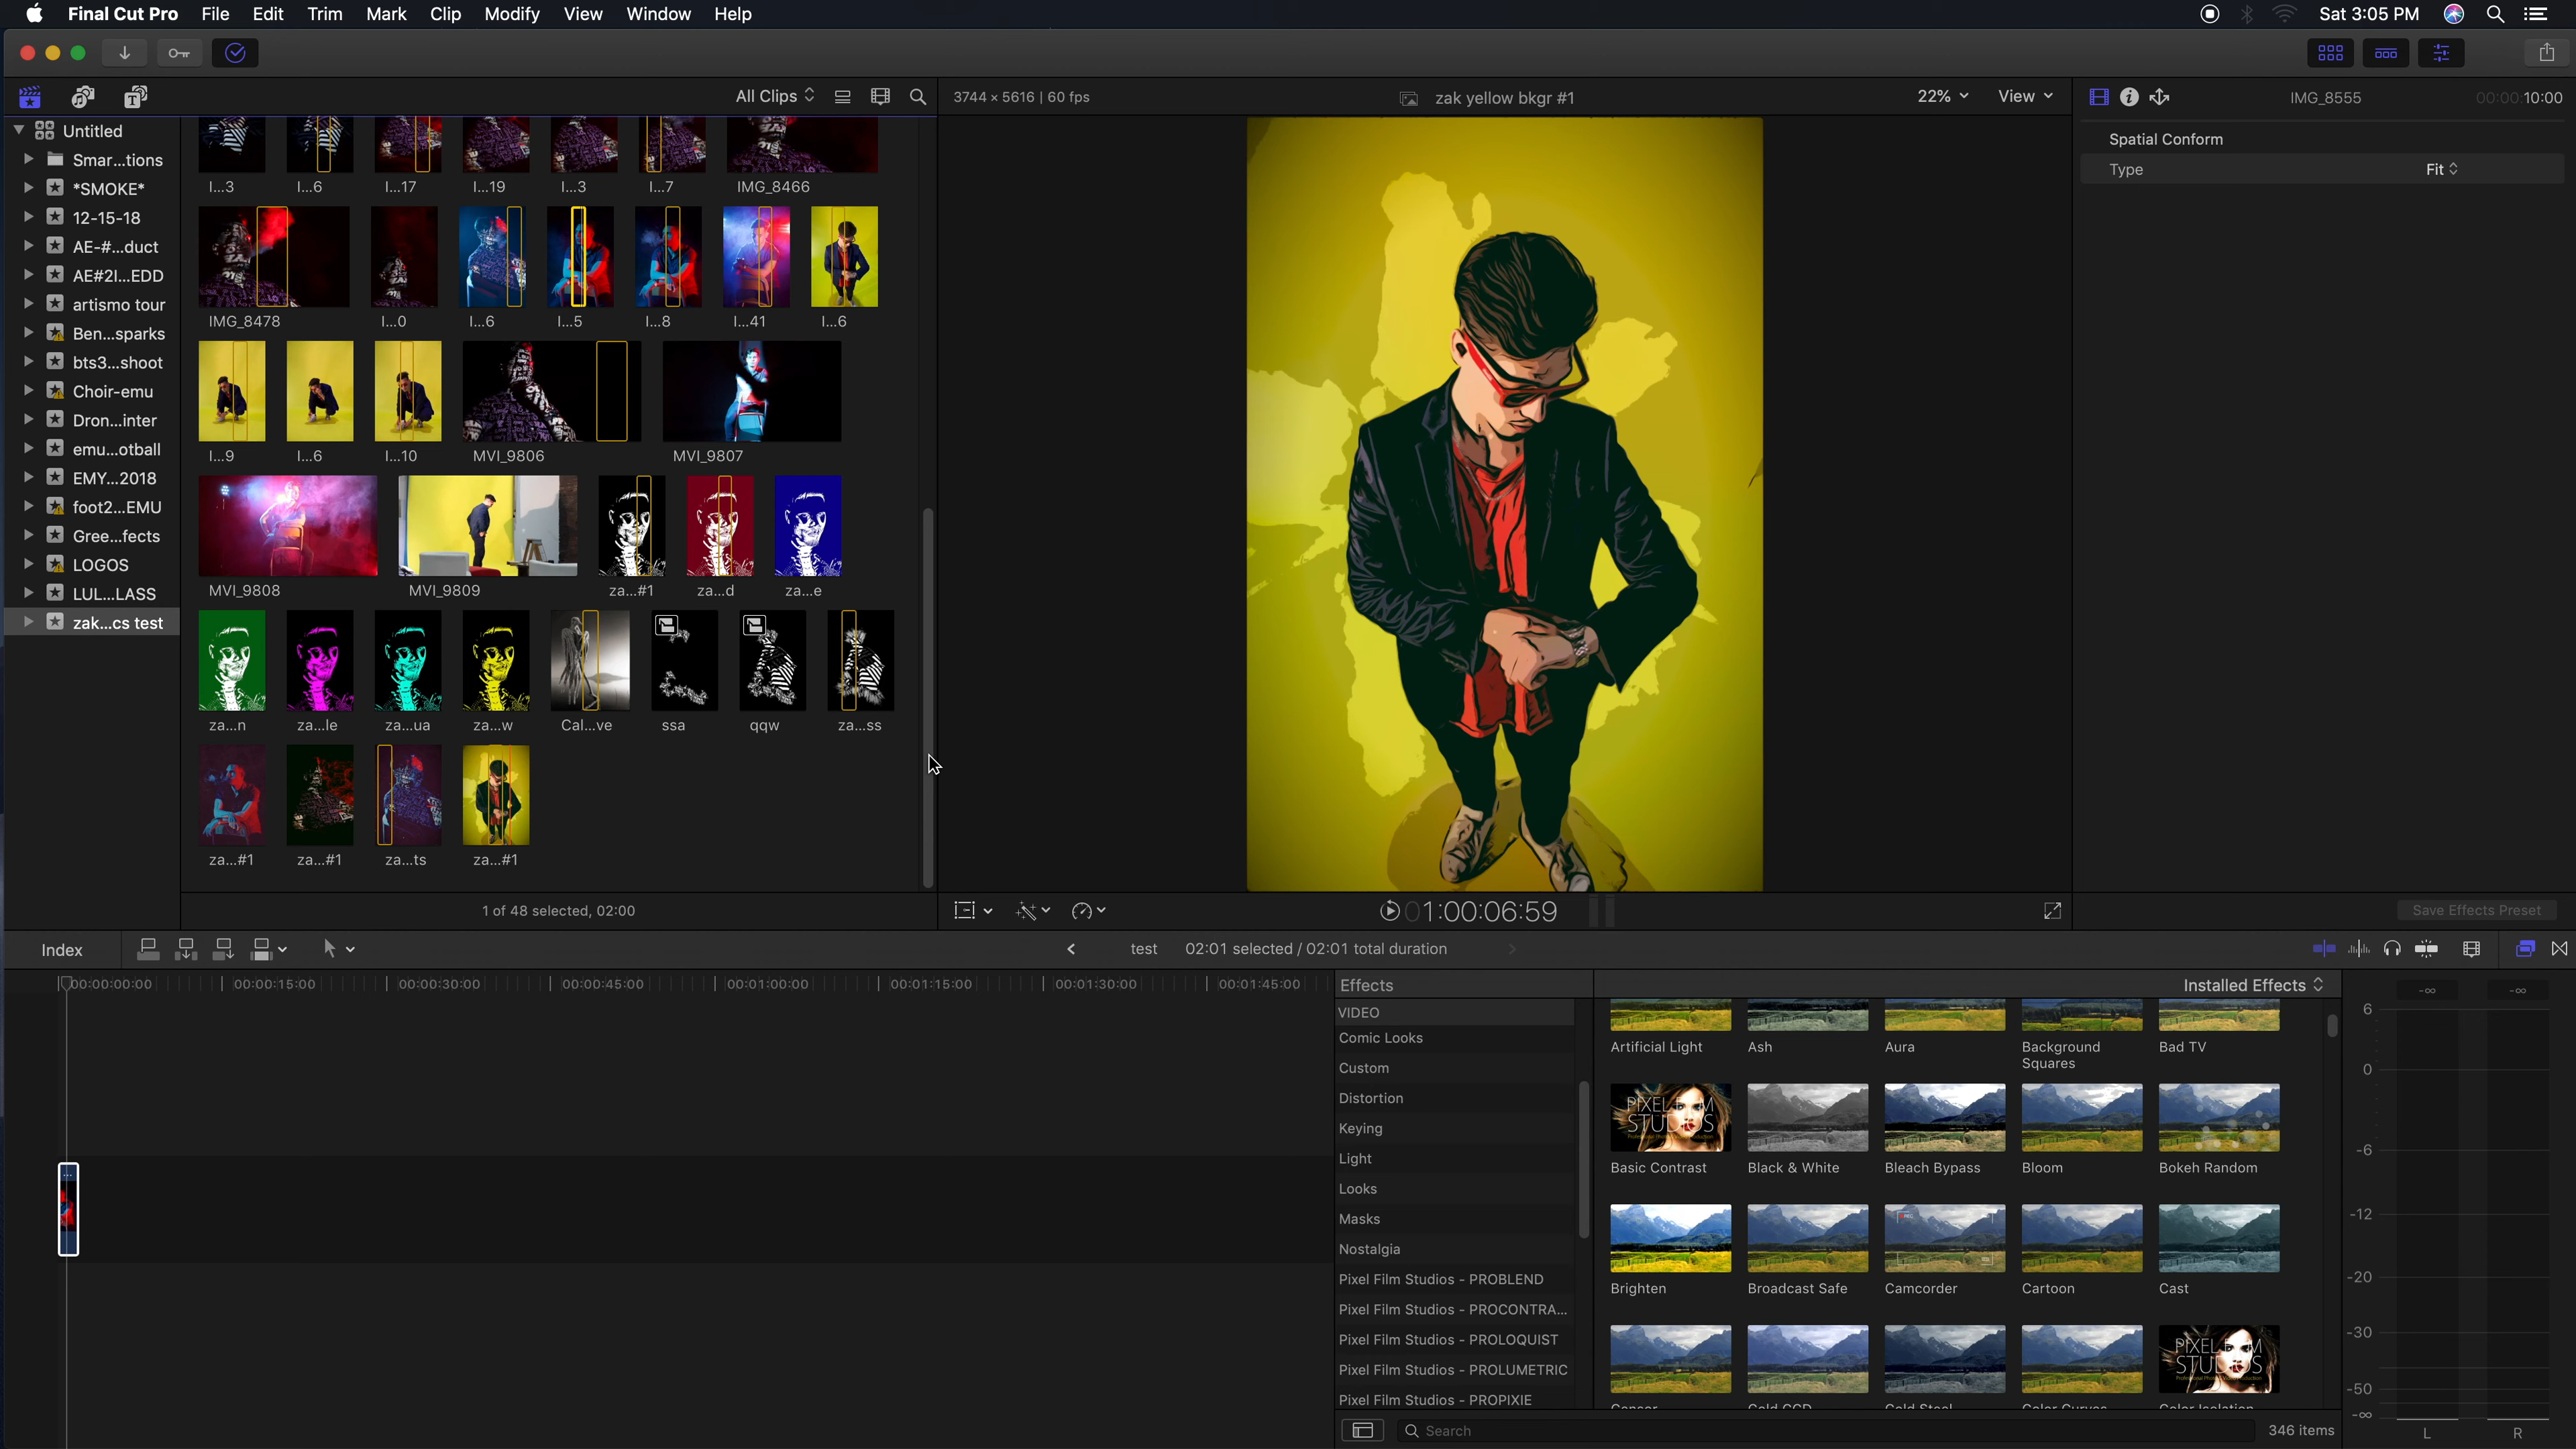 Final Cut Pro File Edit Trim Mark Clip Modify View Window Help Sat 3:05 PM
All Clips 3744 × 5616 | 60 fps zak yellow bkgr #1 22% View IMG_8555 00:00:10:00
Untitled
Smar...tions
*SMOKE*
12-15-18
AE-#...duct
AE#2I...EDD
artismo tour
Ben...sparks
bts3...shoot
Choir-emu
Dron...inter
emu...otball
EMY...2018
foot2...EMU
Gree...fects
LOGOS
LUL...LASS
zak...cs test
I...3 I...6 I...17 I...19 I...3 I...7 IMG_8466
IMG_8478 I...0 I...6 I...5 I...8 I...41 I...6
I...9 I...6 I...10 MVI_9806 MVI_9807
MVI_9808 MVI_9809 za...#1 za...d za...e
za...n za...le za...ua za...w Cal...ve ssa qqw za...ss
za...#1 za...#1 za...ts za...#1
1 of 48 selected, 02:00
01:00:06:59
Spatial Conform
Type Fit
Save Effects Preset
Index test 02:01 selected / 02:01 total duration
00:00:00:00 00:00:15:00 00:00:30:00 00:00:45:00 00:01:00:00 00:01:15:00 00:01:30:00 00:01:45:00
Effects
VIDEO
Comic Looks
Custom
Distortion
Keying
Light
Looks
Masks
Nostalgia
Pixel Film Studios - PROBLEND
Pixel Film Studios - PROCONTRA...
Pixel Film Studios - PROLOQUIST
Pixel Film Studios - PROLUMETRIC
Pixel Film Studios - PROPIXIE
Installed Effects
Artificial Light Ash Aura Background Squares Bad TV
PIXEL FILM STUDIOS
Basic Contrast Black & White Bleach Bypass Bloom Bokeh Random
Brighten Broadcast Safe Camcorder Cartoon Cast
PIXEL FILM STUDIOS
Search 346 items
-∞ -∞
6
0
-6
-12
-20
-30
-50
-∞
L R